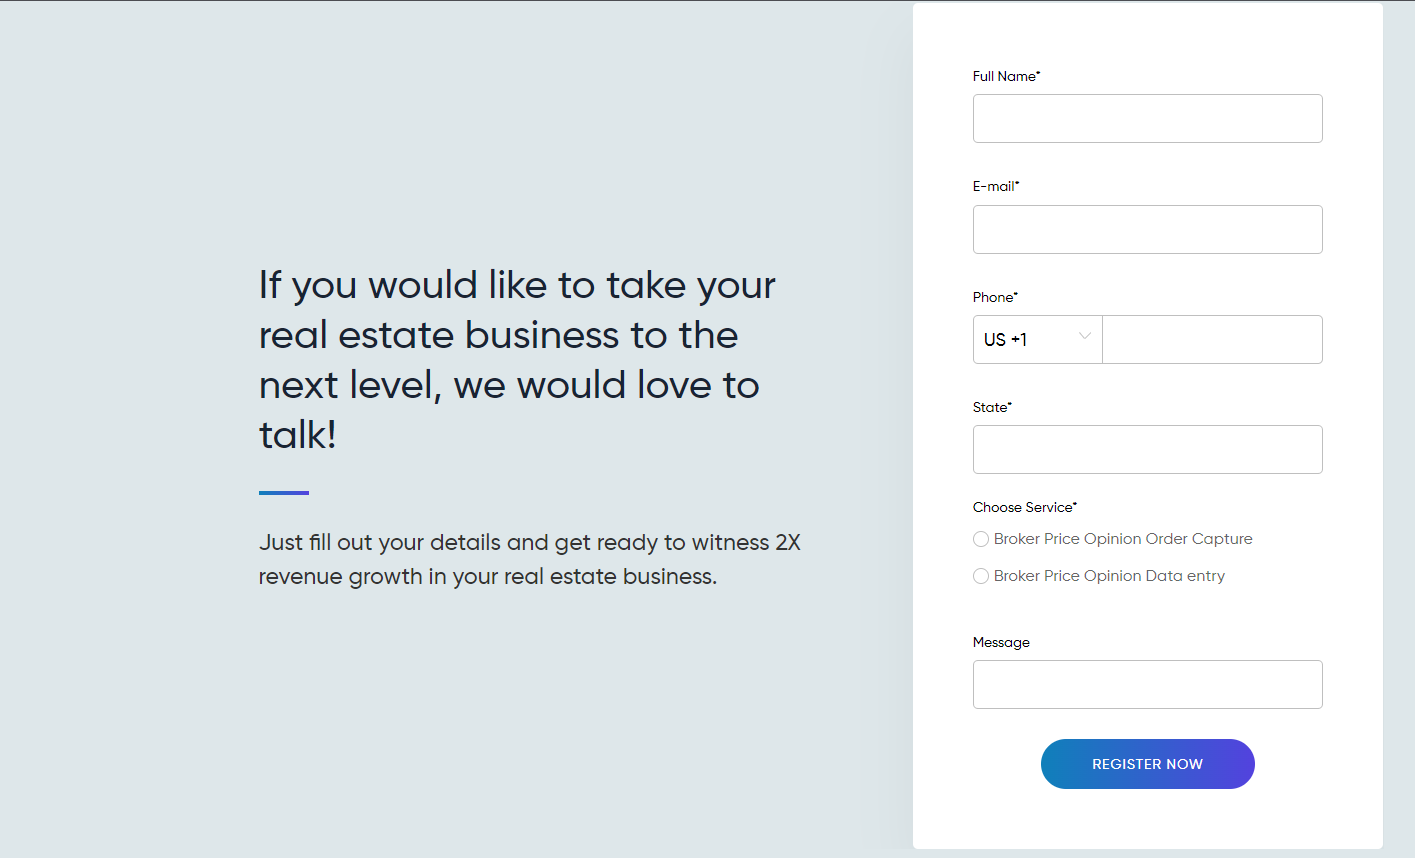 If you would like to take your
real estate business to the
next level, we would love to
talk!
Just fill out your details and get ready to witness 2X
revenue growth in your real estate business.
Full Name*
E-mail*
Phone*
US +1
State*
Choose Service*
Broker Price Opinion Order Capture
Broker Price Opinion Data entry
Message
REGISTER NOW